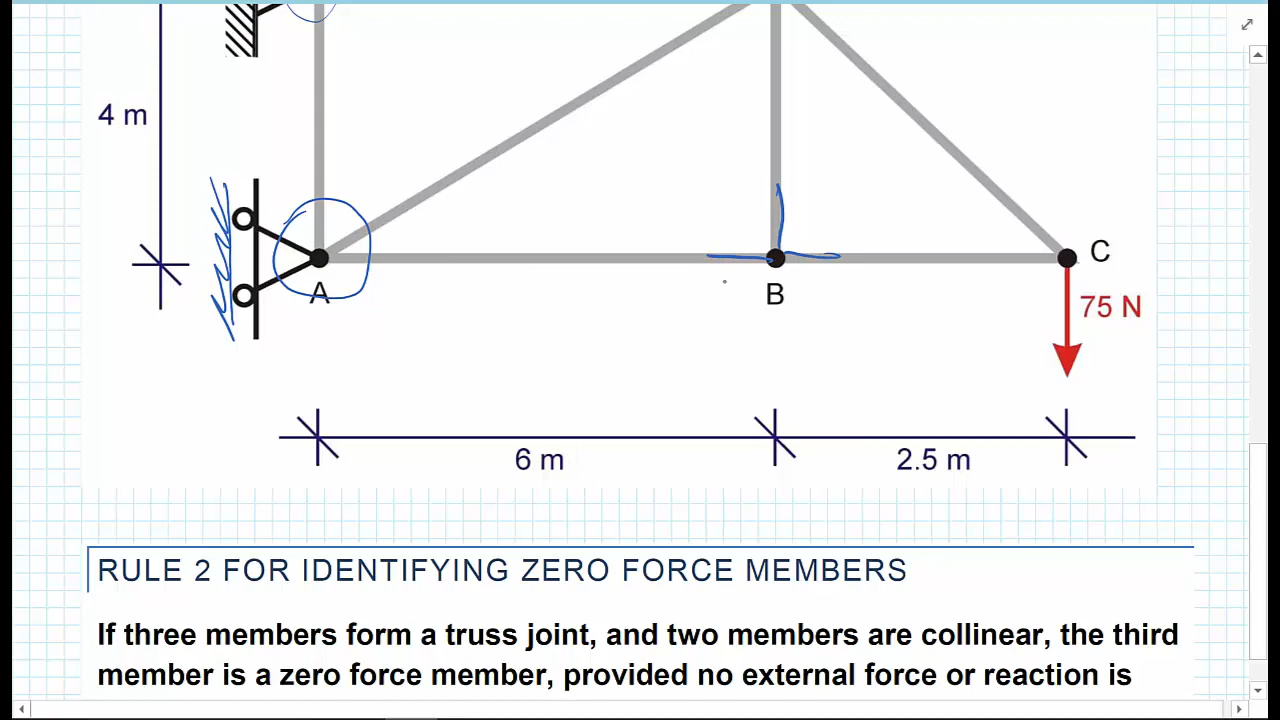 4 m
A
B
C
75 N
6 m
2.5 m
RULE 2 FOR IDENTIFYING ZERO FORCE MEMBERS
If three members form a truss joint, and two members are collinear, the third
member is a zero force member, provided no external force or reaction is